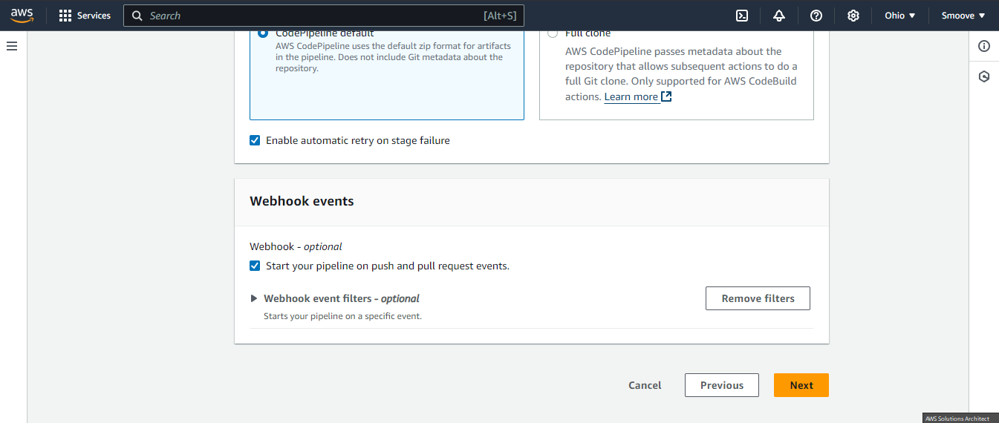 aws
Services
Search
[Alt+S]
Ohio
Smoove
CodePipeline default
AWS CodePipeline uses the default zip format for artifacts
in the pipeline. Does not include Git metadata about the
repository.
Full clone
AWS CodePipeline passes metadata about the
repository that allows subsequent actions to do a
full Git clone. Only supported for AWS CodeBuild
actions. Learn more
Enable automatic retry on stage failure
Webhook events
Webhook - optional
Start your pipeline on push and pull request events.
Webhook event filters - optional
Starts your pipeline on a specific event.
Remove filters
Cancel
Previous
Next
AWS Solutions Architect